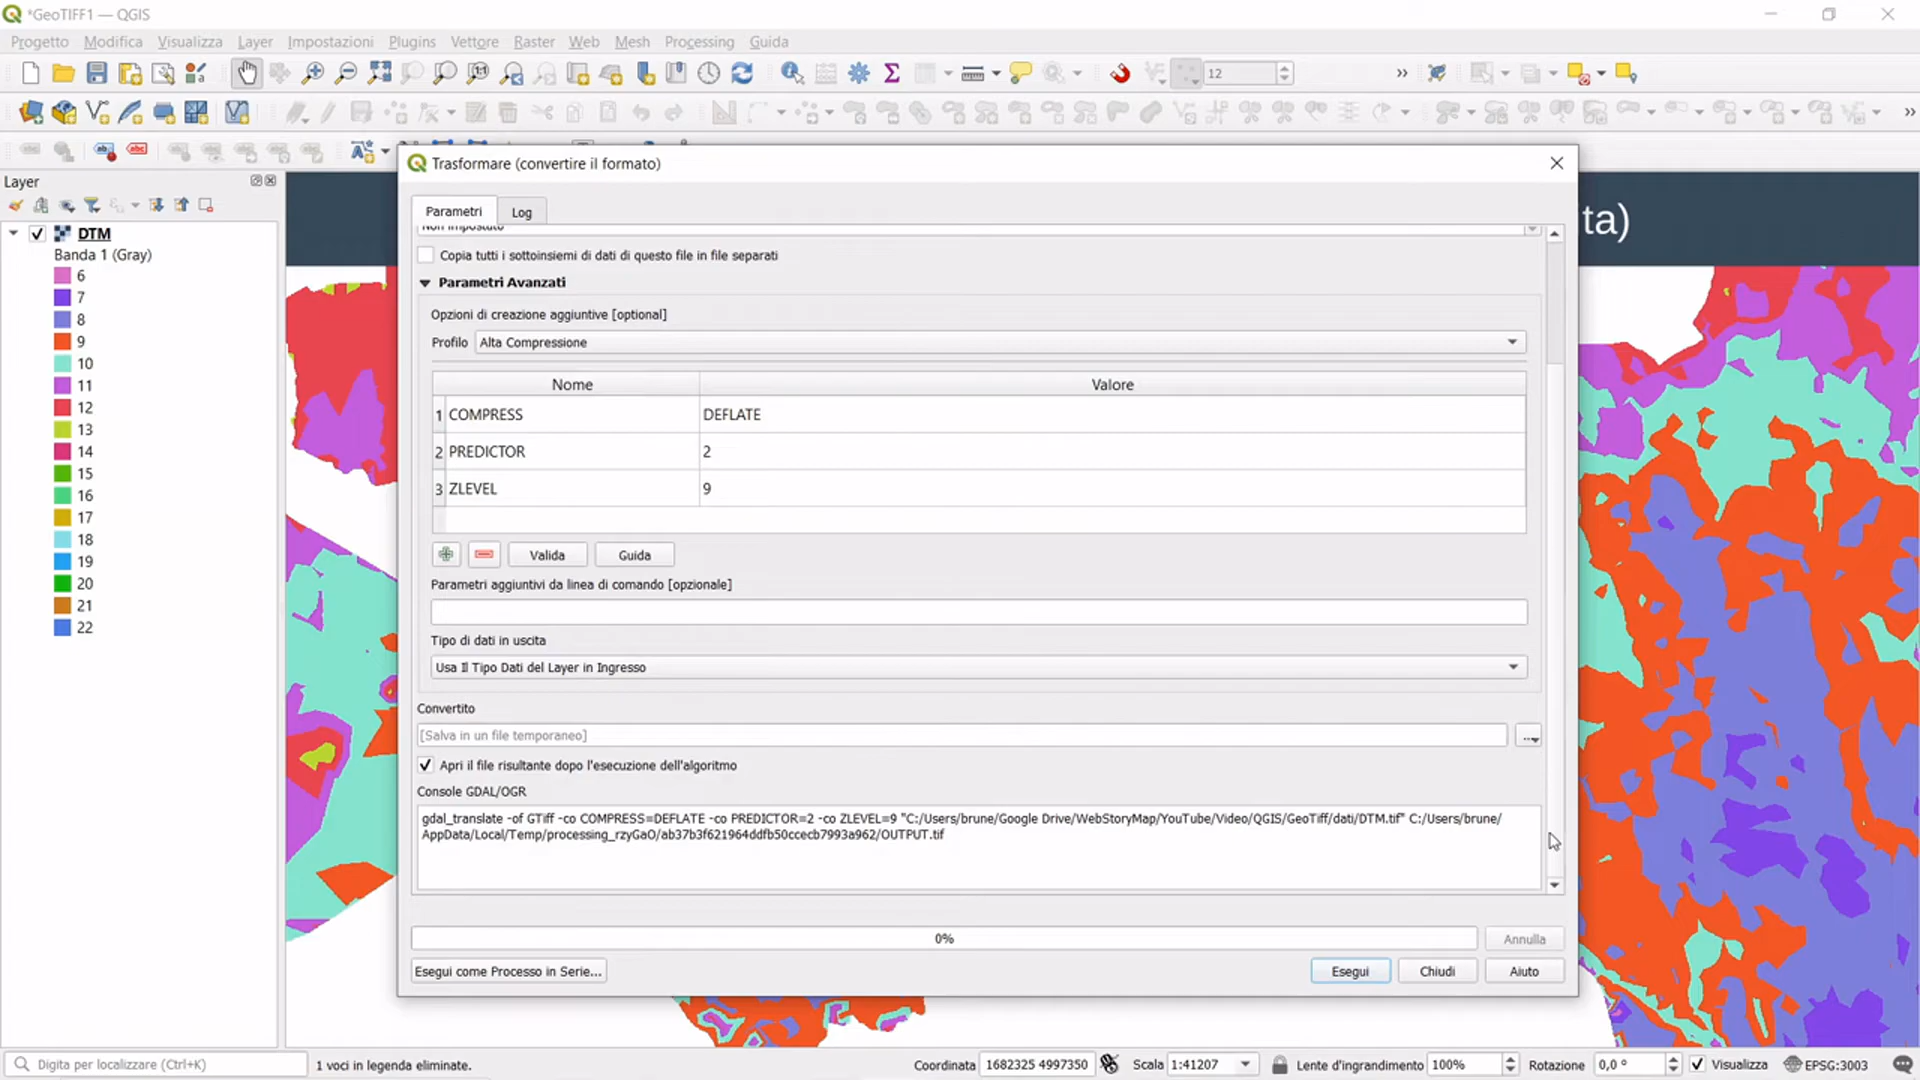 *GeoTIFF1 — QGIS
Progetto Modifica Visualizza Layer Impostazioni Plugins Vettore Raster Web Mesh Processing Guida
12
Layer
DTM
Banda 1 (Gray)
6
7
8
9
10
11
12
13
14
15
16
17
18
19
20
21
22
ta)
Trasformare (convertire il formato)
Parametri Log
Non impostato
Copia tutti i sottoinsiemi di dati di questo file in file separati
Parametri Avanzati
Opzioni di creazione aggiuntive [optional]
Profilo Alta Compressione
Nome Valore
1 COMPRESS DEFLATE
2 PREDICTOR 2
3 ZLEVEL 9
Valida Guida
Parametri aggiuntivi da linea di comando [opzionale]
Tipo di dati in uscita
Usa Il Tipo Dati del Layer in Ingresso
Convertito
[Salva in un file temporaneo]
...
Apri il file risultante dopo l'esecuzione dell'algoritmo
Console GDAL/OGR
gdal_translate -of GTiff -co COMPRESS=DEFLATE -co PREDICTOR=2 -co ZLEVEL=9 "C:/Users/brune/Google Drive/WebStoryMap/YouTube/Video/QGIS/GeoTiff/dati/DTM.tif" C:/Users/brune/
AppData/Local/Temp/processing_rzyGaO/ab37b3f621964ddfb50ccecb7993a962/OUTPUT.tif
0%
Annulla
Esegui come Processo in Serie...
Esegui Chiudi Aiuto
Digita per localizzare (Ctrl+K) 1 voci in legenda eliminate. Coordinata 1682325 4997350 Scala 1:41207 Lente d'ingrandimento 100% Rotazione 0,0 ° Visualizza EPSG:3003